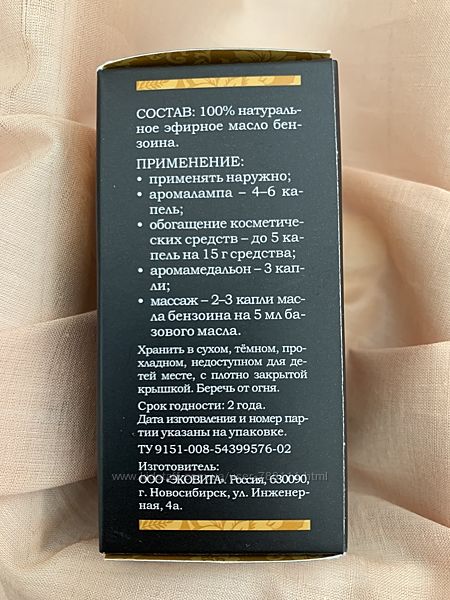 СОСТАВ: 100% натураль-
ное эфирное масло бен-
зоина.
ПРИМЕНЕНИЕ:
• применять наружно;
• аромалампа – 4–6 ка-
пель;
• обогащение косметиче-
ских средств – до 5 ка-
пель на 15 г средства;
• аромамедальон – 3 кап-
ли;
• массаж – 2–3 капли мас-
ла бензоина на 5 мл ба-
зового масла.
Хранить в сухом, тёмном, про-
хладном, недоступном для де-
тей месте, с плотно закрытой
крышкой. Беречь от огня.
Срок годности: 2 года.
Дата изготовления и номер пар-
тии указаны на упаковке.
ТУ 9151-008-54399576-02
Изготовитель:
ООО «ЭКОВИТА». Россия, 630090,
г. Новосибирск, ул. Инженер-
ная, 4а.